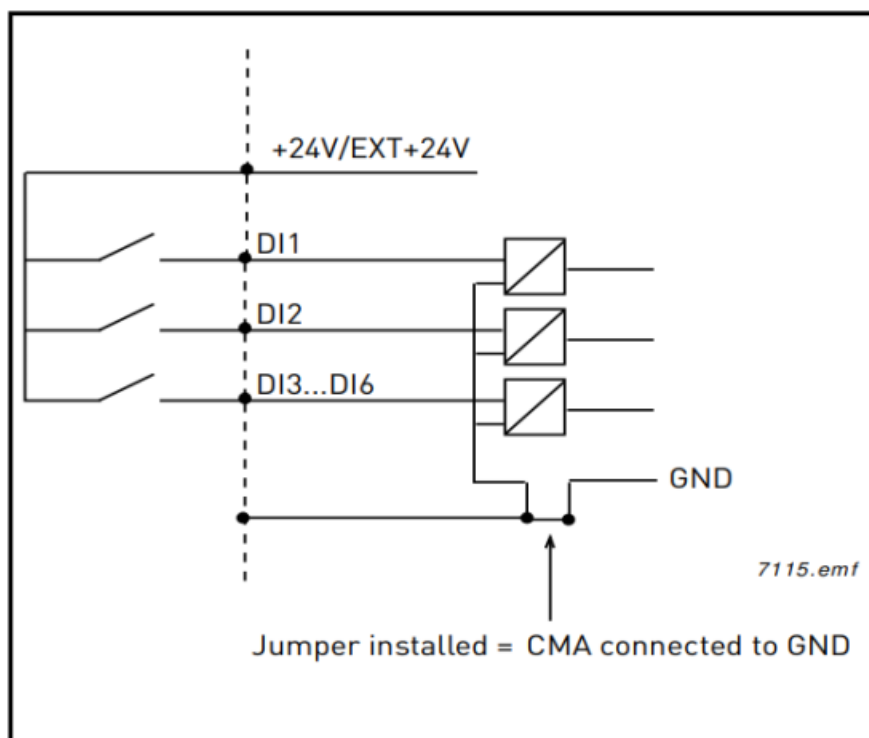 +24V/EXT+24V
DI1
DI2
DI3...DI6
GND
7115.emf
Jumper installed = CMA connected to GND